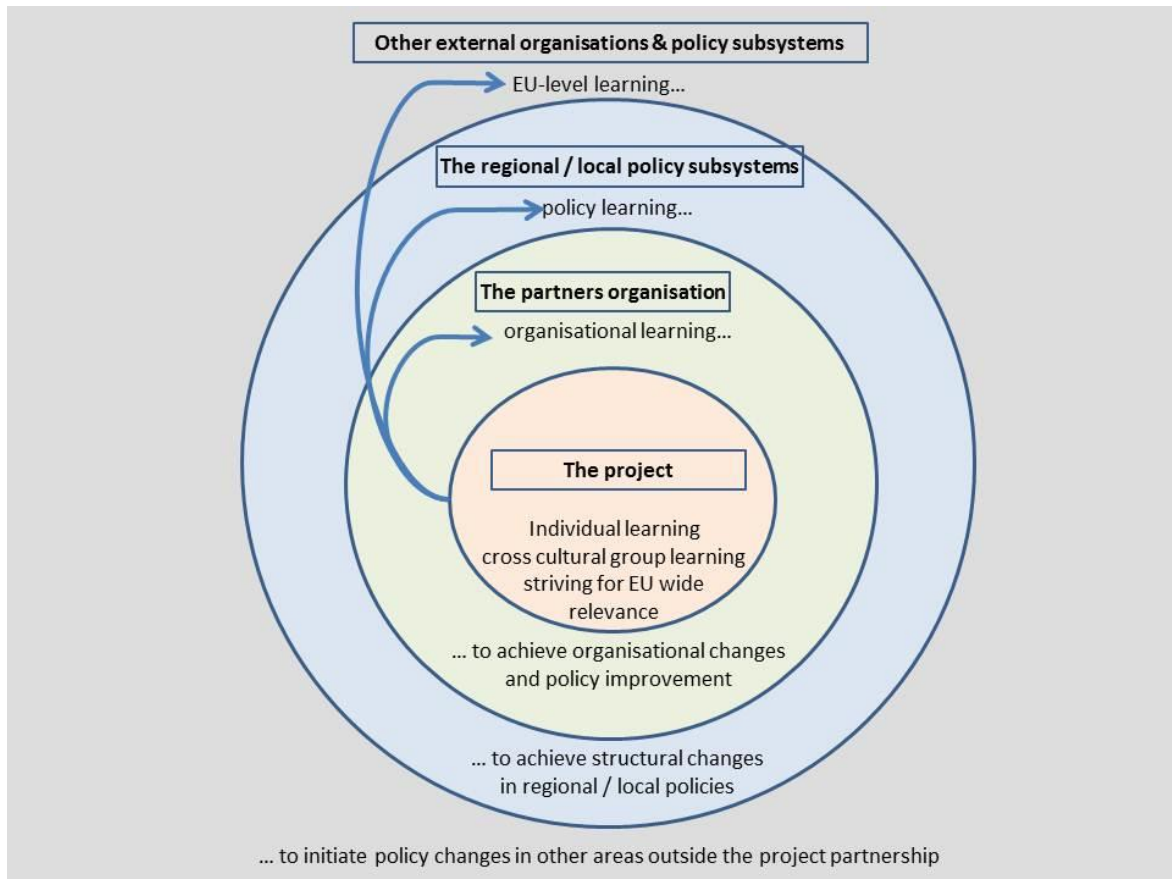 Other external organisations & policy subsystems
EU-level learning...
The regional / local policy subsystems
policy learning...
The partners organisation
organisational learning...
The project
Individual learning
cross cultural group learning
striving for EU wide
relevance
... to achieve organisational changes
and policy improvement
... to achieve structural changes
in regional / local policies
... to initiate policy changes in other areas outside the project partnership